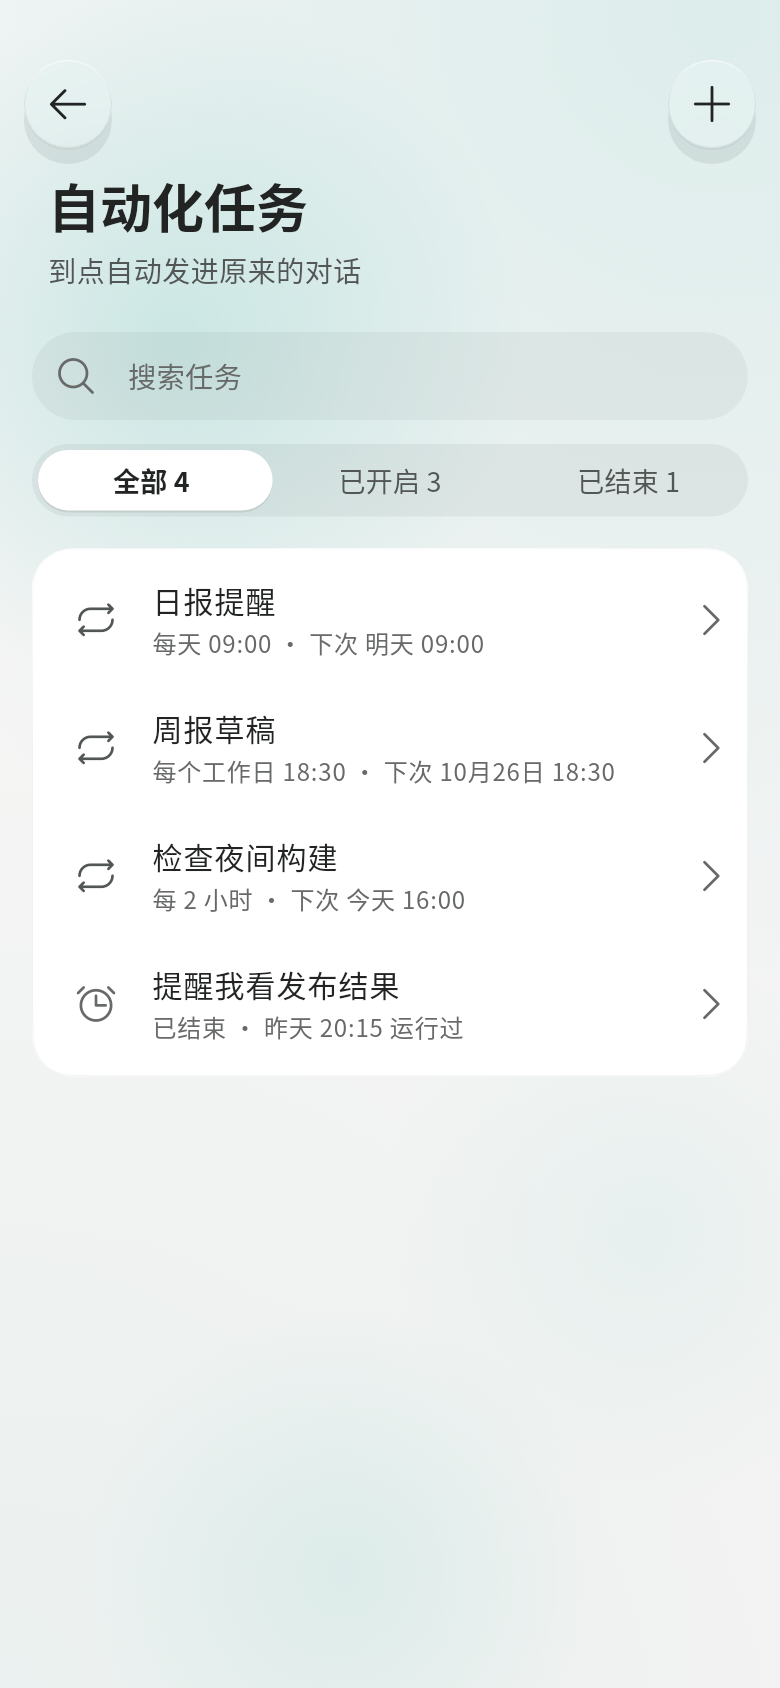 自动化任务
到点自动发进原来的对话
搜索任务
全部 4
已开启 3
已结束 1
日报提醒
每天 09:00 · 下次 明天 09:00
周报草稿
每个工作日 18:30 · 下次 10月26日 18:30
检查夜间构建
每 2 小时 · 下次 今天 16:00
提醒我看发布结果
已结束 · 昨天 20:15 运行过